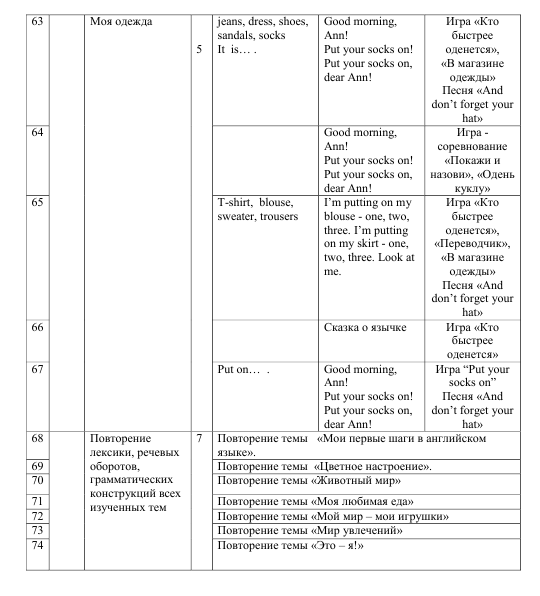 63
Моя одежда
5
jeans, dress, shoes,
sandals, socks
It is… .
Good morning,
Ann!
Put your socks on!
Put your socks on,
dear Ann!
Игра «Кто
быстрее
оденется»,
«В магазине
одежды»
Песня «And
don’t forget your
hat»
64
Good morning,
Ann!
Put your socks on!
Put your socks on,
dear Ann!
Игра -
соревнование
«Покажи и
назови», «Одень
куклу»
65
T-shirt, blouse,
sweater, trousers
I’m putting on my
blouse - one, two,
three. I’m putting
on my skirt - one,
two, three. Look at
me.
Игра «Кто
быстрее
оденется»,
«Переводчик»,
«В магазине
одежды»
Песня «And
don’t forget your
hat»
66
Сказка о язычке
Игра «Кто
быстрее
оденется»
67
Put on… .
Good morning,
Ann!
Put your socks on!
Put your socks on,
dear Ann!
Игра “Put your
socks on”
Песня «And
don’t forget your
hat»
68
Повторение
лексики, речевых
оборотов,
грамматических
конструкций всех
изученных тем
7
Повторение темы «Мои первые шаги в английском
языке».
69
Повторение темы «Цветное настроение».
70
Повторение темы «Животный мир»
71
Повторение темы «Моя любимая еда»
72
Повторение темы «Мой мир – мои игрушки»
73
Повторение темы «Мир увлечений»
74
Повторение темы «Это – я!»